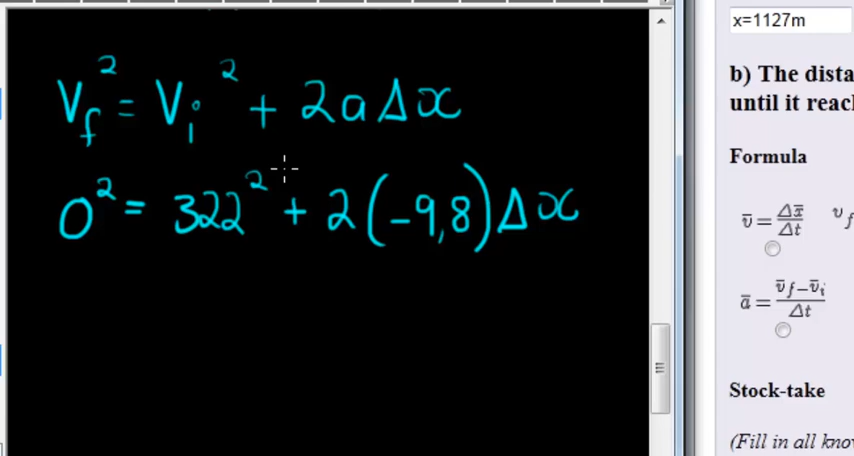 Vf² = Vi² + 2aΔx
0² = 322² + 2(-9,8)Δx
x=1127m
b) The dista
until it reac
Formula
v̄ = Δx̄/Δt   υf
ā = (v̄f−v̄i)/Δt
Stock-take
(Fill in all kno